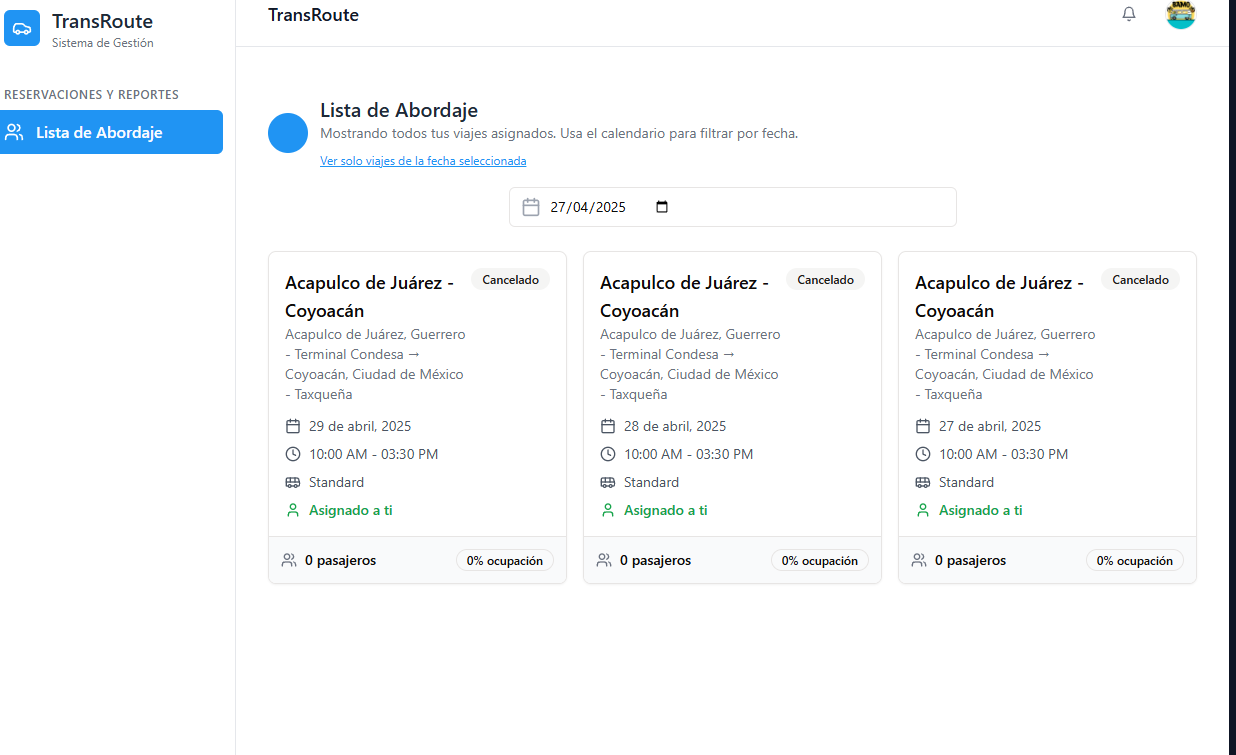 TransRoute
Sistema de Gestión
RESERVACIONES Y REPORTES
Lista de Abordaje
TransRoute
Lista de Abordaje
Mostrando todos tus viajes asignados. Usa el calendario para filtrar por fecha.
Ver solo viajes de la fecha seleccionada
27/04/2025
Acapulco de Juárez -
Coyoacán
Cancelado
Acapulco de Juárez, Guerrero
- Terminal Condesa →
Coyoacán, Ciudad de México
- Taxqueña
29 de abril, 2025
10:00 AM - 03:30 PM
Standard
Asignado a ti
0 pasajeros
0% ocupación
Acapulco de Juárez -
Coyoacán
Cancelado
Acapulco de Juárez, Guerrero
- Terminal Condesa →
Coyoacán, Ciudad de México
- Taxqueña
28 de abril, 2025
10:00 AM - 03:30 PM
Standard
Asignado a ti
0 pasajeros
0% ocupación
Acapulco de Juárez -
Coyoacán
Cancelado
Acapulco de Juárez, Guerrero
- Terminal Condesa →
Coyoacán, Ciudad de México
- Taxqueña
27 de abril, 2025
10:00 AM - 03:30 PM
Standard
Asignado a ti
0 pasajeros
0% ocupación